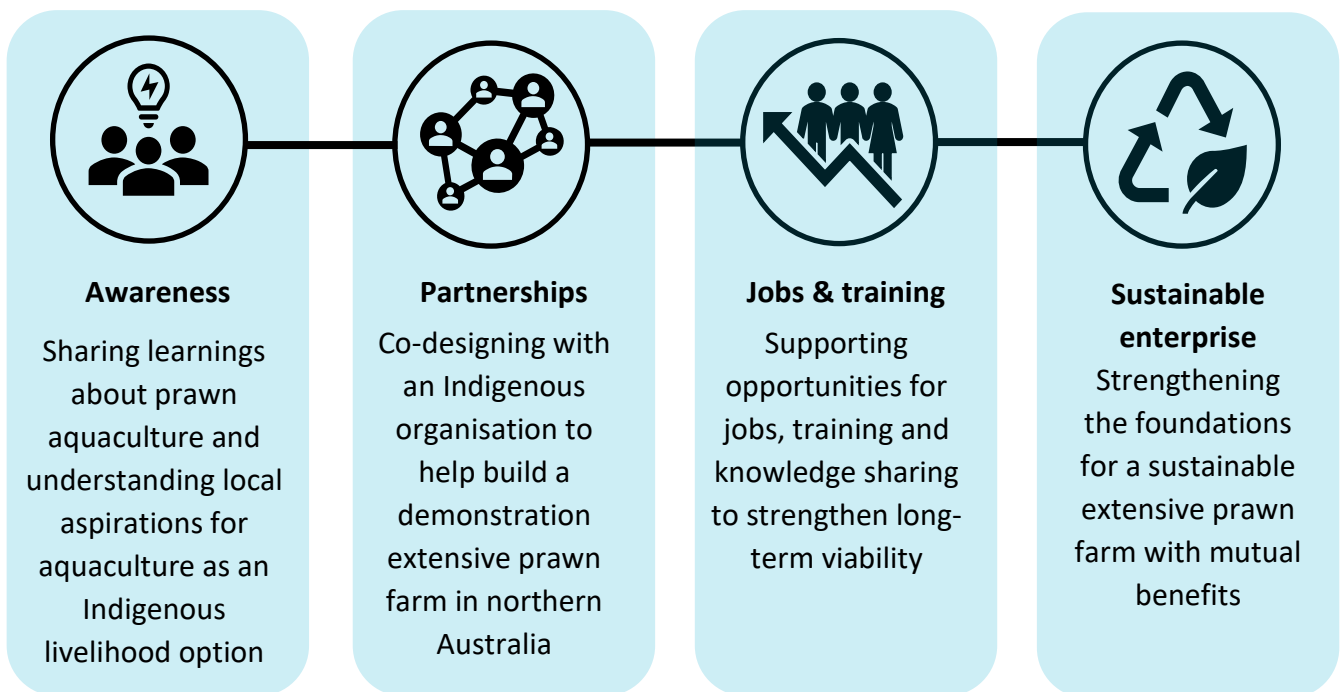 Awareness
Sharing learnings
about prawn
aquaculture and
understanding local
aspirations for
aquaculture as an
Indigenous
livelihood option
Partnerships
Co-designing with
an Indigenous
organisation to
help build a
demonstration
extensive prawn
farm in northern
Australia
Jobs & training
Supporting
opportunities for
jobs, training and
knowledge sharing
to strengthen long-
term viability
Sustainable
enterprise
Strengthening
the foundations
for a sustainable
extensive prawn
farm with mutual
benefits